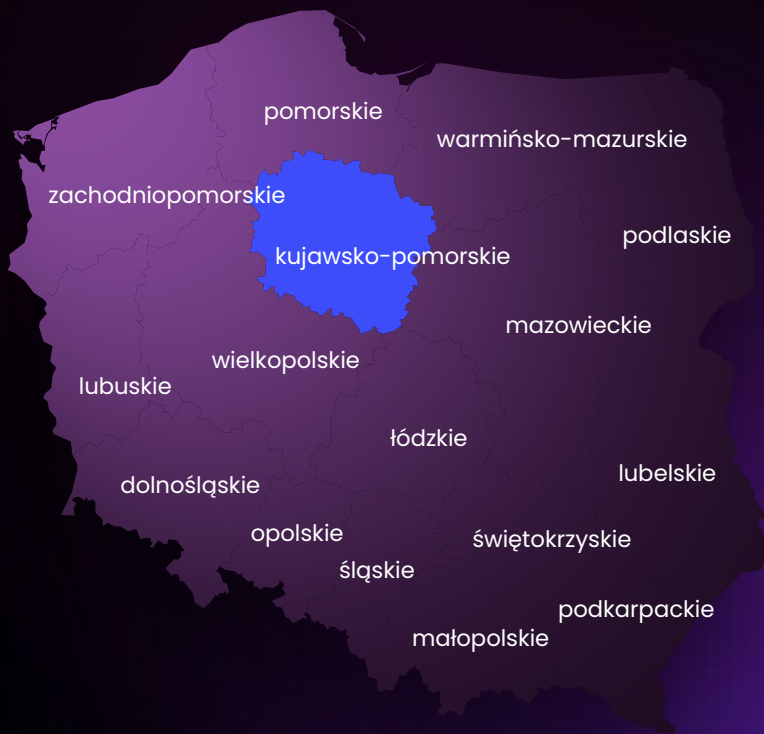 pomorskie
warmińsko-mazurskie
zachodniopomorskie
podlaskie
kujawsko-pomorskie
mazowieckie
wielkopolskie
lubuskie
łódzkie
lubelskie
dolnośląskie
opolskie
świętokrzyskie
śląskie
podkarpackie
małopolskie